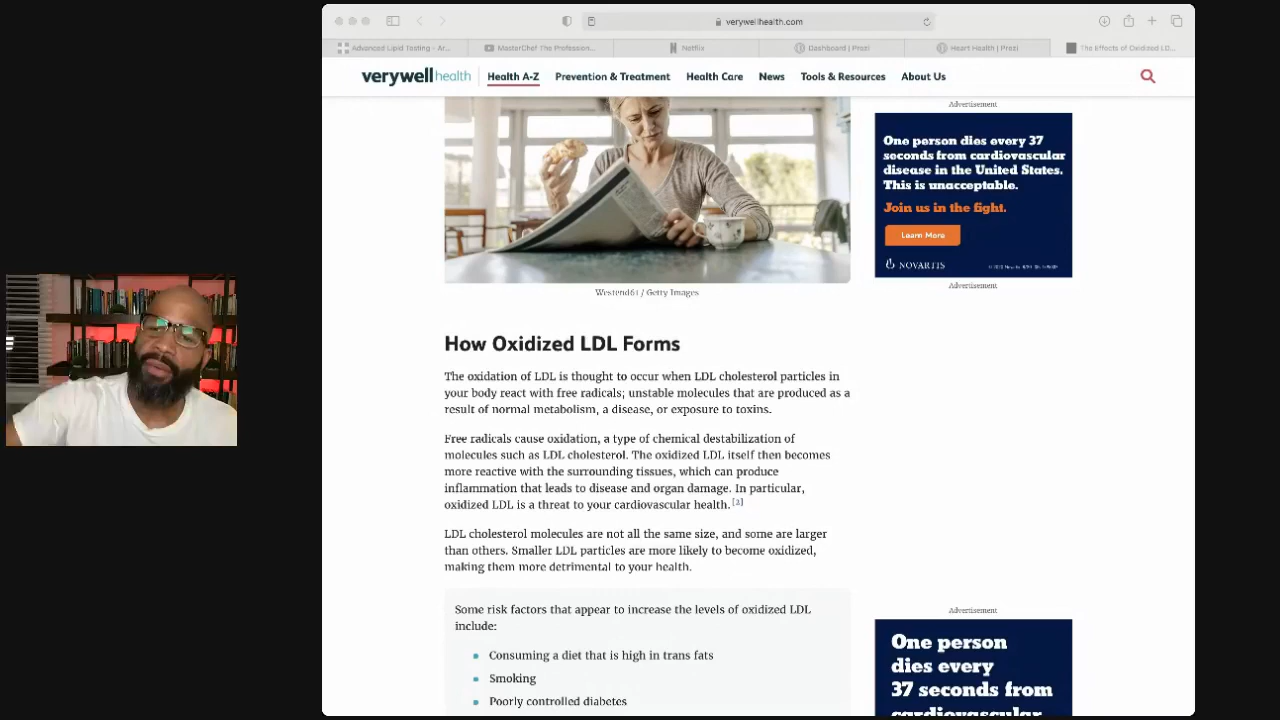 verywellhealth.com
Advanced Lipid Testing - Ar...
MasterChef The Profession...
Netflix
Dashboard | Prezi
Heart Health | Prezi
The Effects of Oxidized LD...
verywell health
Health A-Z
Prevention & Treatment
Health Care
News
Tools & Resources
About Us
Advertisement
One person dies every 37
seconds from cardiovascular
disease in the United States.
This is unacceptable.
Join us in the fight.
Learn More
NOVARTIS
Advertisement
Westend61 / Getty Images
How Oxidized LDL Forms
The oxidation of LDL is thought to occur when LDL cholesterol particles in
your body react with free radicals; unstable molecules that are produced as a
result of normal metabolism, a disease, or exposure to toxins.
Free radicals cause oxidation, a type of chemical destabilization of
molecules such as LDL cholesterol. The oxidized LDL itself then becomes
more reactive with the surrounding tissues, which can produce
inflammation that leads to disease and organ damage. In particular,
oxidized LDL is a threat to your cardiovascular health.
LDL cholesterol molecules are not all the same size, and some are larger
than others. Smaller LDL particles are more likely to become oxidized,
making them more detrimental to your health.
Some risk factors that appear to increase the levels of oxidized LDL
include:
Consuming a diet that is high in trans fats
Smoking
Poorly controlled diabetes
Advertisement
One person
dies every
37 seconds from
cardiovascular